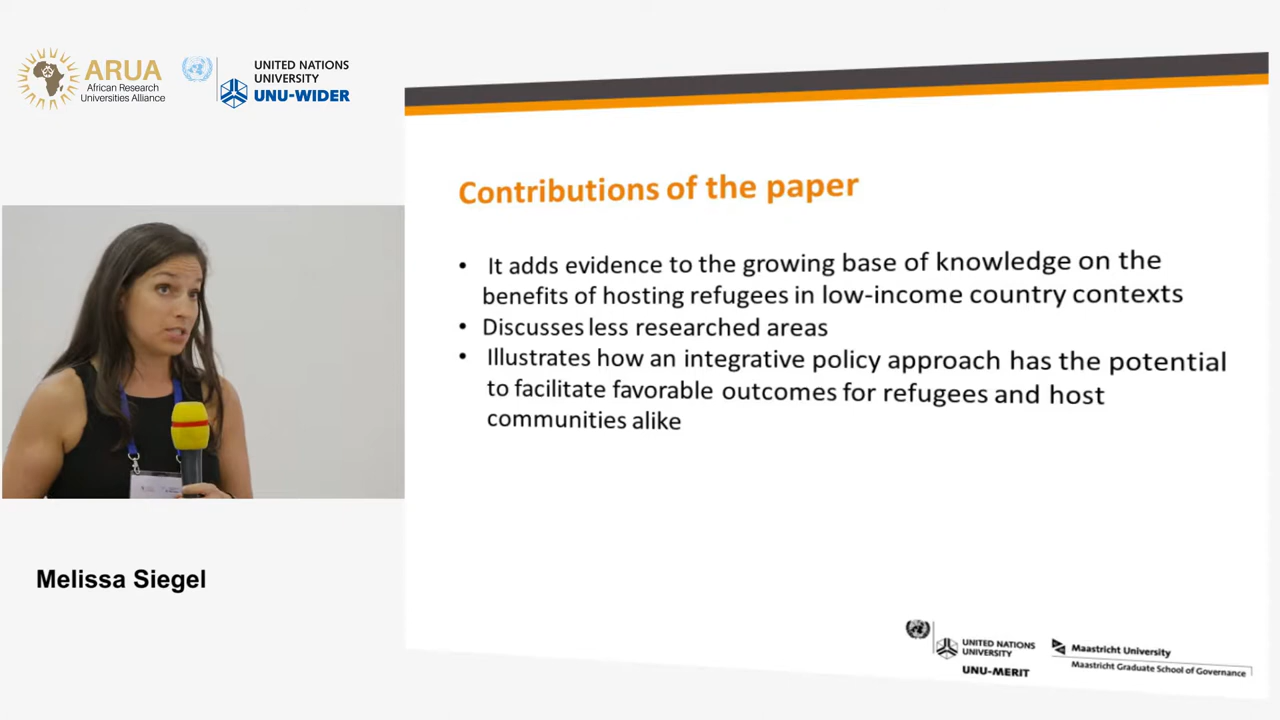 ARUA
African Research
Universities Alliance
UNITED NATIONS
UNIVERSITY
UNU-WIDER
Contributions of the paper
• It adds evidence to the growing base of knowledge on the
benefits of hosting refugees in low-income country contexts
• Discusses less researched areas
• Illustrates how an integrative policy approach has the potential
to facilitate favorable outcomes for refugees and host
communities alike
Melissa Siegel
UNITED NATIONS
UNIVERSITY
UNU-MERIT
Maastricht University
Maastricht Graduate School of Governance